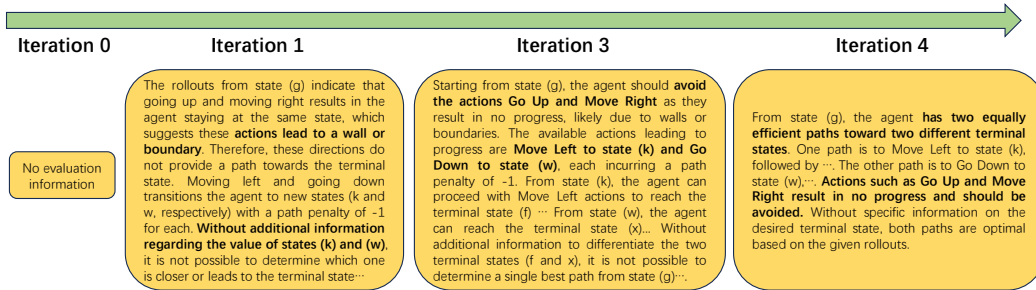 Iteration 0
Iteration 1
Iteration 3
Iteration 4
No evaluation
information
The rollouts from state (g) indicate that
going up and moving right results in the
agent staying at the same state, which
suggests these actions lead to a wall or
boundary. Therefore, these directions do
not provide a path towards the terminal
state. Moving left and going down
transitions the agent to new states (k and
w, respectively) with a path penalty of -1
for each. Without additional information
regarding the value of states (k) and (w),
it is not possible to determine which one
is closer or leads to the terminal state···
Starting from state (g), the agent should avoid
the actions Go Up and Move Right as they
result in no progress, likely due to walls or
boundaries. The available actions leading to
progress are Move Left to state (k) and Go
Down to state (w), each incurring a path
penalty of -1. From state (k), the agent can
proceed with Move Left actions to reach the
terminal state (f) ··· From state (w), the agent
can reach the terminal state (x)... Without
additional information to differentiate the two
terminal states (f and x), it is not possible to
determine a single best path from state (g)···.
From state (g), the agent has two equally
efficient paths toward two different terminal
states. One path is to Move Left to state (k),
followed by ···. The other path is to Go Down to
state (w),···. Actions such as Go Up and Move
Right result in no progress and should be
avoided. Without specific information on the
desired terminal state, both paths are optimal
based on the given rollouts.